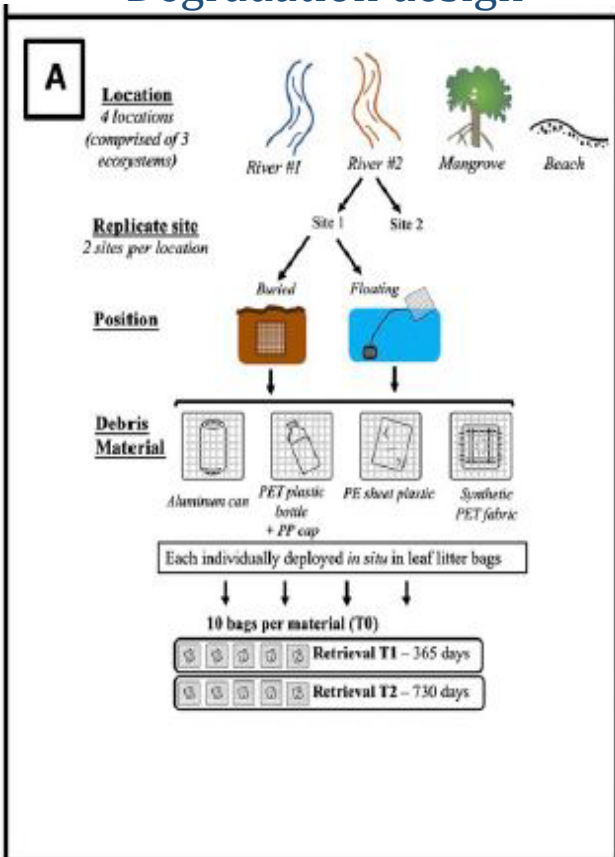 Degradation design
A
Location
4 locations
(comprised of 3
ecosystems)
River #1
River #2
Mangrove
Beach
Replicate site
2 sites per location
Site 1
Site 2
Position
Buried
Floating
Debris
Material
Aluminum can
PET plastic
bottle
+ PP cap
PE sheet plastic
Synthetic
PET fabric
Each individually deployed in situ in leaf litter bags
10 bags per material (T0)
Retrieval T1 – 365 days
Retrieval T2 – 730 days